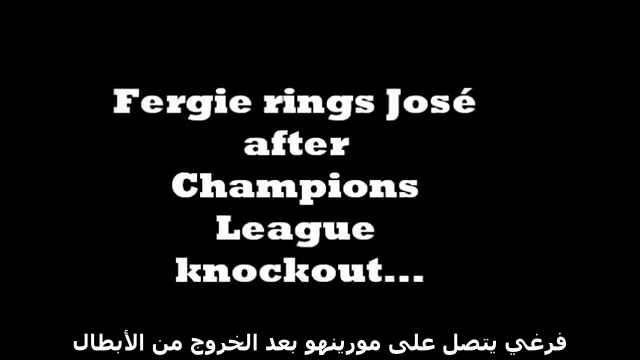 Fergie rings José
after
Champions
League
knockout...
فرغي يتصل على مورينهو بعد الخروج من الأبطال